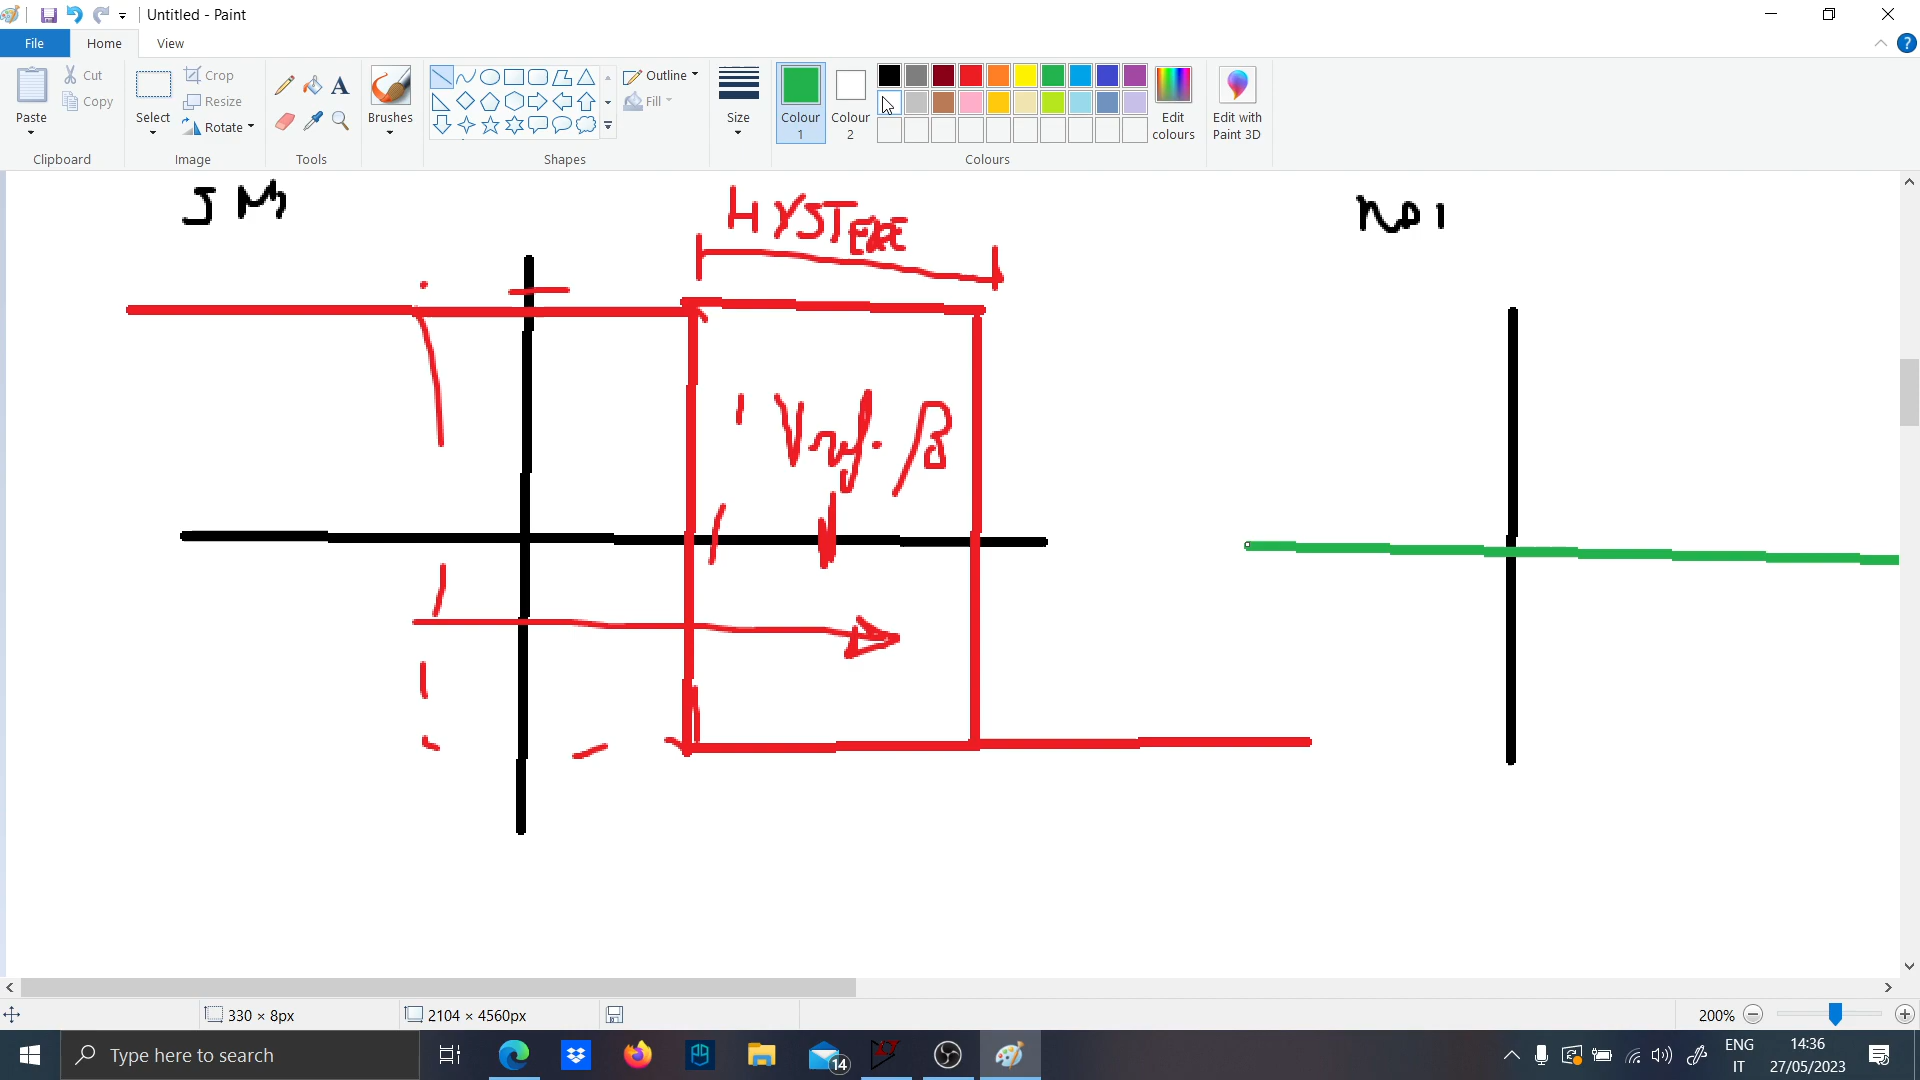 Untitled - Paint
File
Home
View
Paste
Cut
Copy
Clipboard
Select
Crop
Resize
Rotate
Image
Tools
Brushes
Shapes
Outline
Fill
Size
Colour 1
Colour 2
Colours
Edit colours
Edit with Paint 3D
HYST
Vref. β
330 × 8px
2104 × 4560px
200%
Type here to search
14
ENG
IT
14:36
27/05/2023